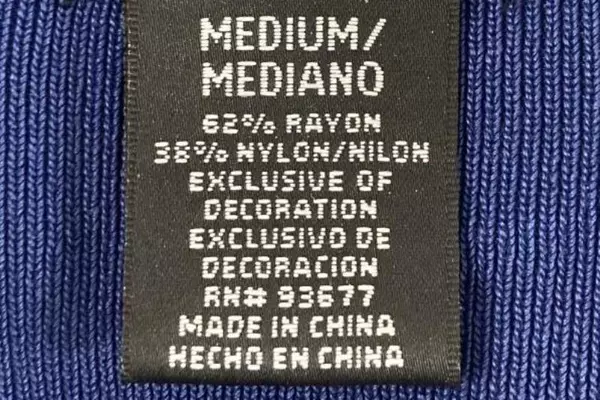 MEDIUM/
MEDIANO
62% RAYON
38% NYLON/NILON
EXCLUSIVE OF
DECORATION
EXCLUSIVO DE
DECORACION
RN# 93677
MADE IN CHINA
HECHO EN CHINA